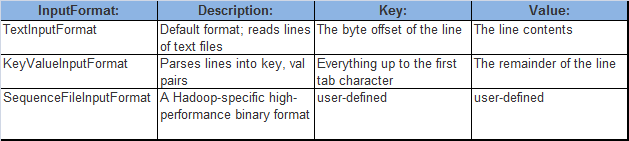 InputFormat: Description: Key: Value:
TextInputFormat Default format; reads lines of text files The byte offset of the line The line contents
KeyValueInputFormat Parses lines into key, val pairs Everything up to the first tab character The remainder of the line
SequenceFileInputFormat A Hadoop-specific high-performance binary format user-defined user-defined